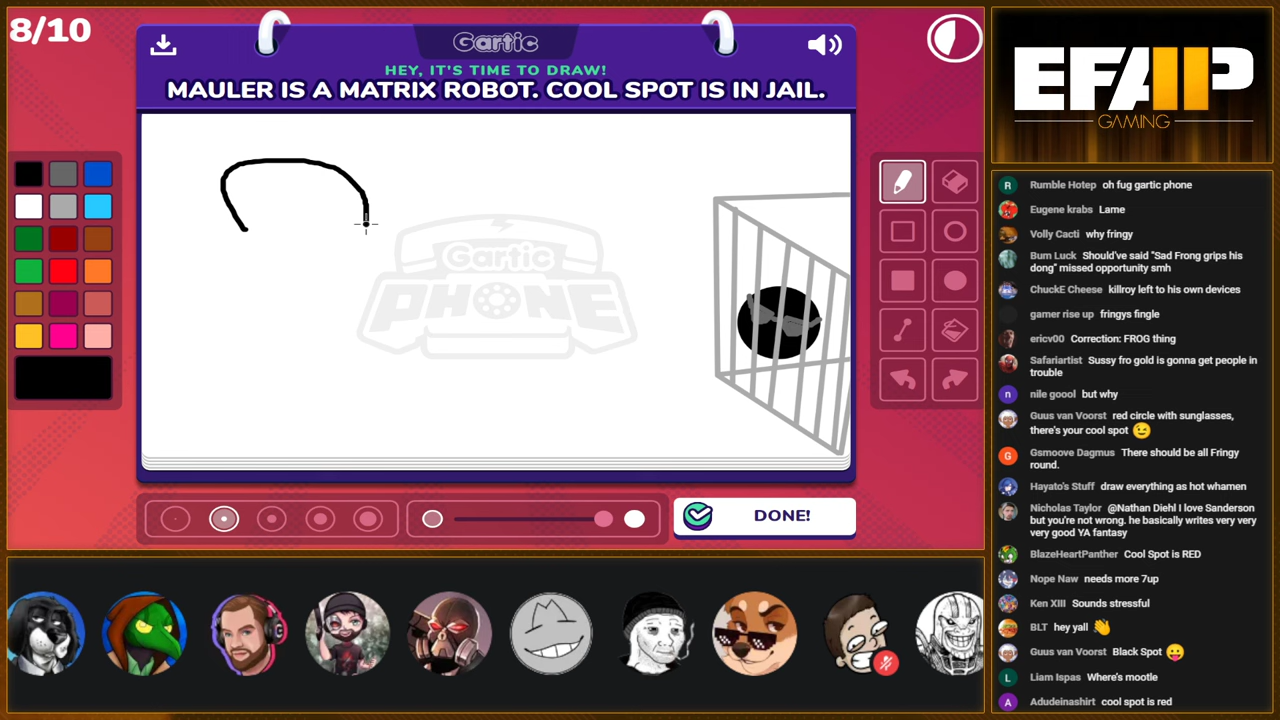 8/10
Gartic
HEY, IT'S TIME TO DRAW!
MAULER IS A MATRIX ROBOT. COOL SPOT IS IN JAIL.
Gartic
PHONE
DONE!
EFAP
GAMING
R Rumble Hotep oh fug gartic phone
Eugene krabs Lame
Volly Cacti why fringy
Bum Luck Should've said "Sad Frong grips his
dong" missed opportunity smh
ChuckE Cheese killroy left to his own devices
gamer rise up fringys fingle
ericv00 Correction: FROG thing
Safariartist Sussy fro gold is gonna get people in
trouble
n nile goool but why
Guus van Voorst red circle with sunglasses,
there's your cool spot 😉
G Gsmoove Dagmus There should be all Fringy
round.
Hayato's Stuff draw everything as hot whamen
Nicholas Taylor @Nathan Diehl I love Sanderson
but you're not wrong. he basically writes very very
very good YA fantasy
BlazeHeartPanther Cool Spot is RED
Nope Naw needs more 7up
Ken XIII Sounds stressful
BLT hey yall 👋
Guus van Voorst Black Spot 😛
L Liam Ispas Where's mootle
A Adudeinashirt cool spot is red